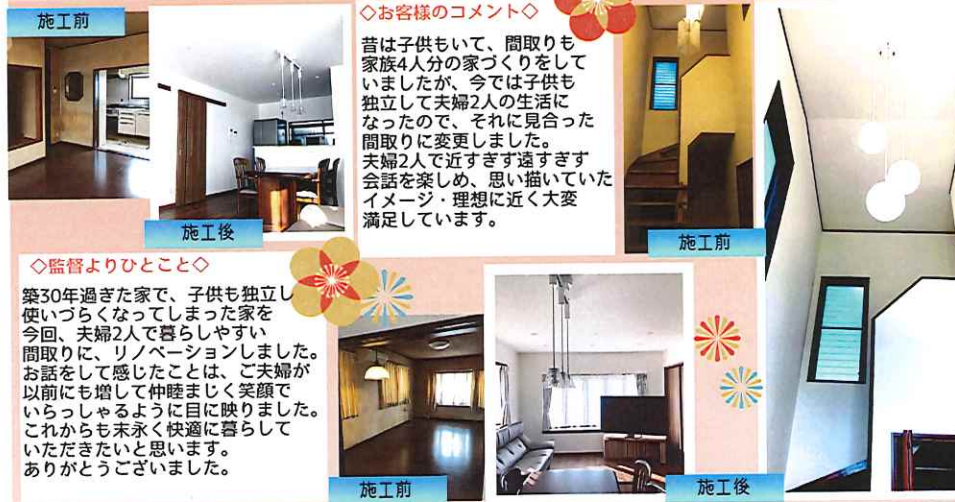 施工前
施工後
◇お客様のコメント◇
昔は子供もいて、間取りも
家族4人分の家づくりをして
いましたが、今では子供も
独立して夫婦2人の生活に
なったので、それに見合った
間取りに変更しました。
夫婦2人で近すぎず遠すぎず
会話を楽しめ、思い描いていた
イメージ・理想に近く大変
満足しています。
施工前
◇監督よりひとこと◇
築30年過ぎた家で、子供も独立し
使いづらくなってしまった家を
今回、夫婦2人で暮らしやすい
間取りに、リノベーションしました。
お話をして感じたことは、ご夫婦が
以前にも増して仲睦まじく笑顔で
いらっしゃるように目に映りました。
これからも末永く快適に暮らして
いただきたいと思います。
ありがとうございました。
施工前
施工後